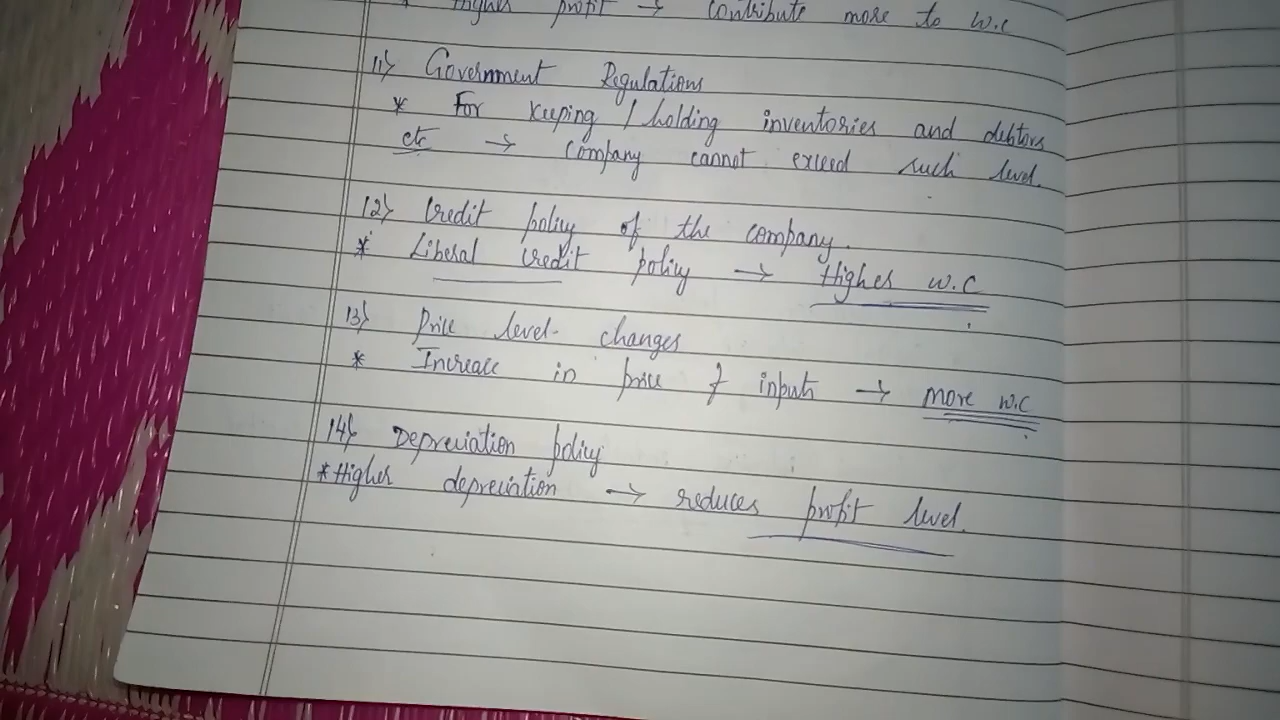 * Higher profit → contribute more to W.C
11) Government Regulations
* For keeping / holding inventories and debtors
etc → company cannot exceed such level.
12) Credit policy of the company.
* Liberal credit policy → Higher W.C
13) Price level changes
* Increase in price of inputs → more W.C
14) Depreciation policy
* Higher depreciation → reduces profit level.